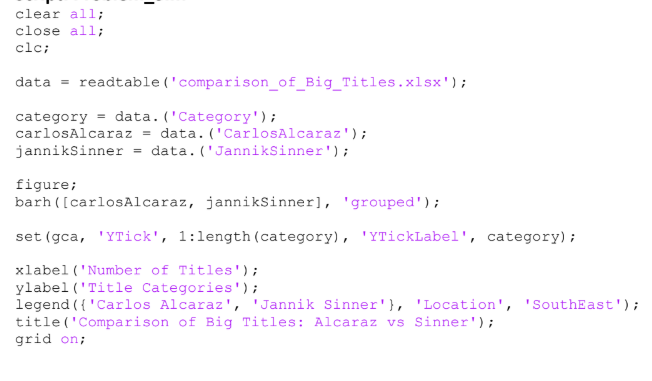 clear all;
close all;
clc;
data = readtable('comparison_of_Big_Titles.xlsx');
category = data.('Category');
carlosAlcaraz = data.('CarlosAlcaraz');
jannikSinner = data.('JannikSinner');
figure;
barh([carlosAlcaraz, jannikSinner], 'grouped');
set(gca, 'YTick', 1:length(category), 'YTickLabel', category);
xlabel('Number of Titles');
ylabel('Title Categories');
legend({'Carlos Alcaraz', 'Jannik Sinner'}, 'Location', 'SouthEast');
title('Comparison of Big Titles: Alcaraz vs Sinner');
grid on;